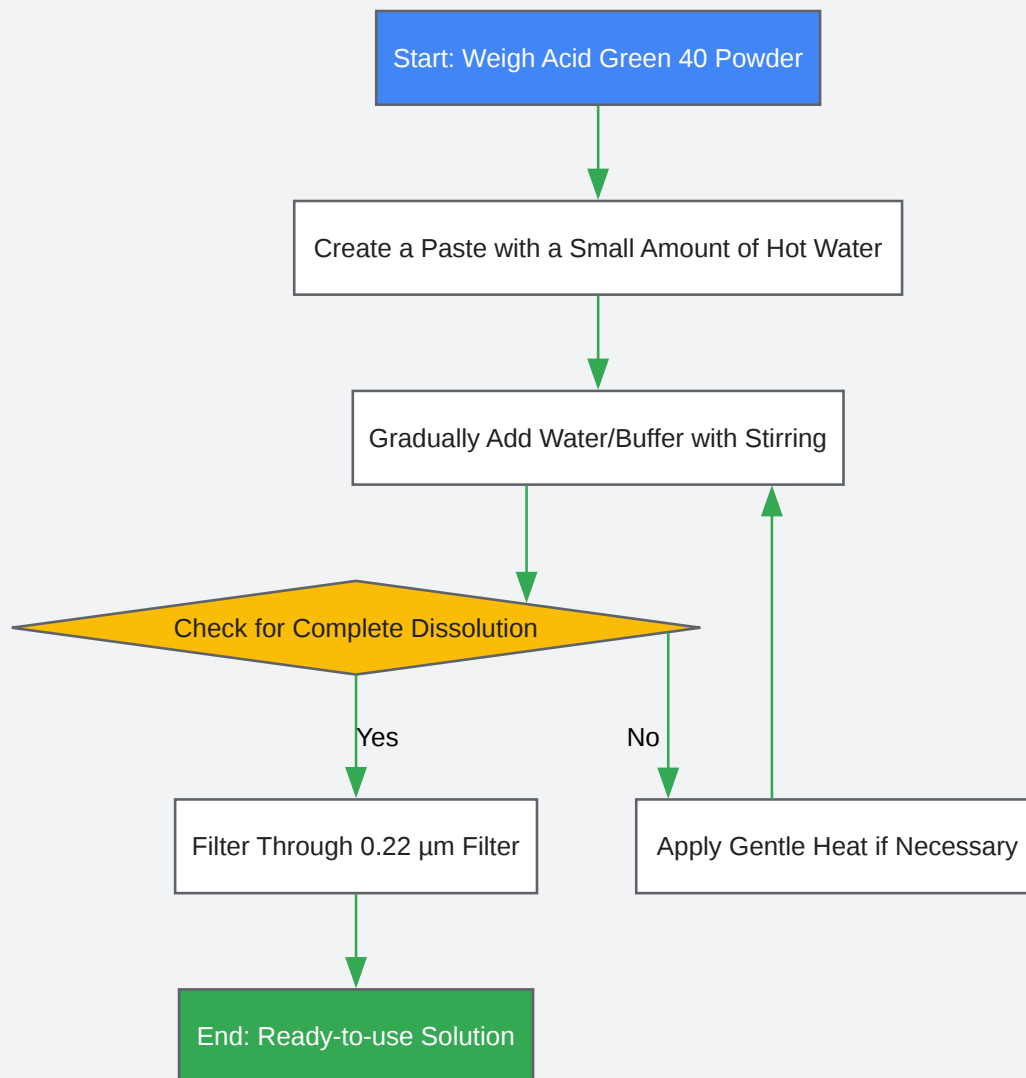 Start: Weigh Acid Green 40 Powder
Create a Paste with a Small Amount of Hot Water
Gradually Add Water/Buffer with Stirring
Check for Complete Dissolution
Yes
No
Filter Through 0.22 µm Filter
Apply Gentle Heat if Necessary
End: Ready-to-use Solution